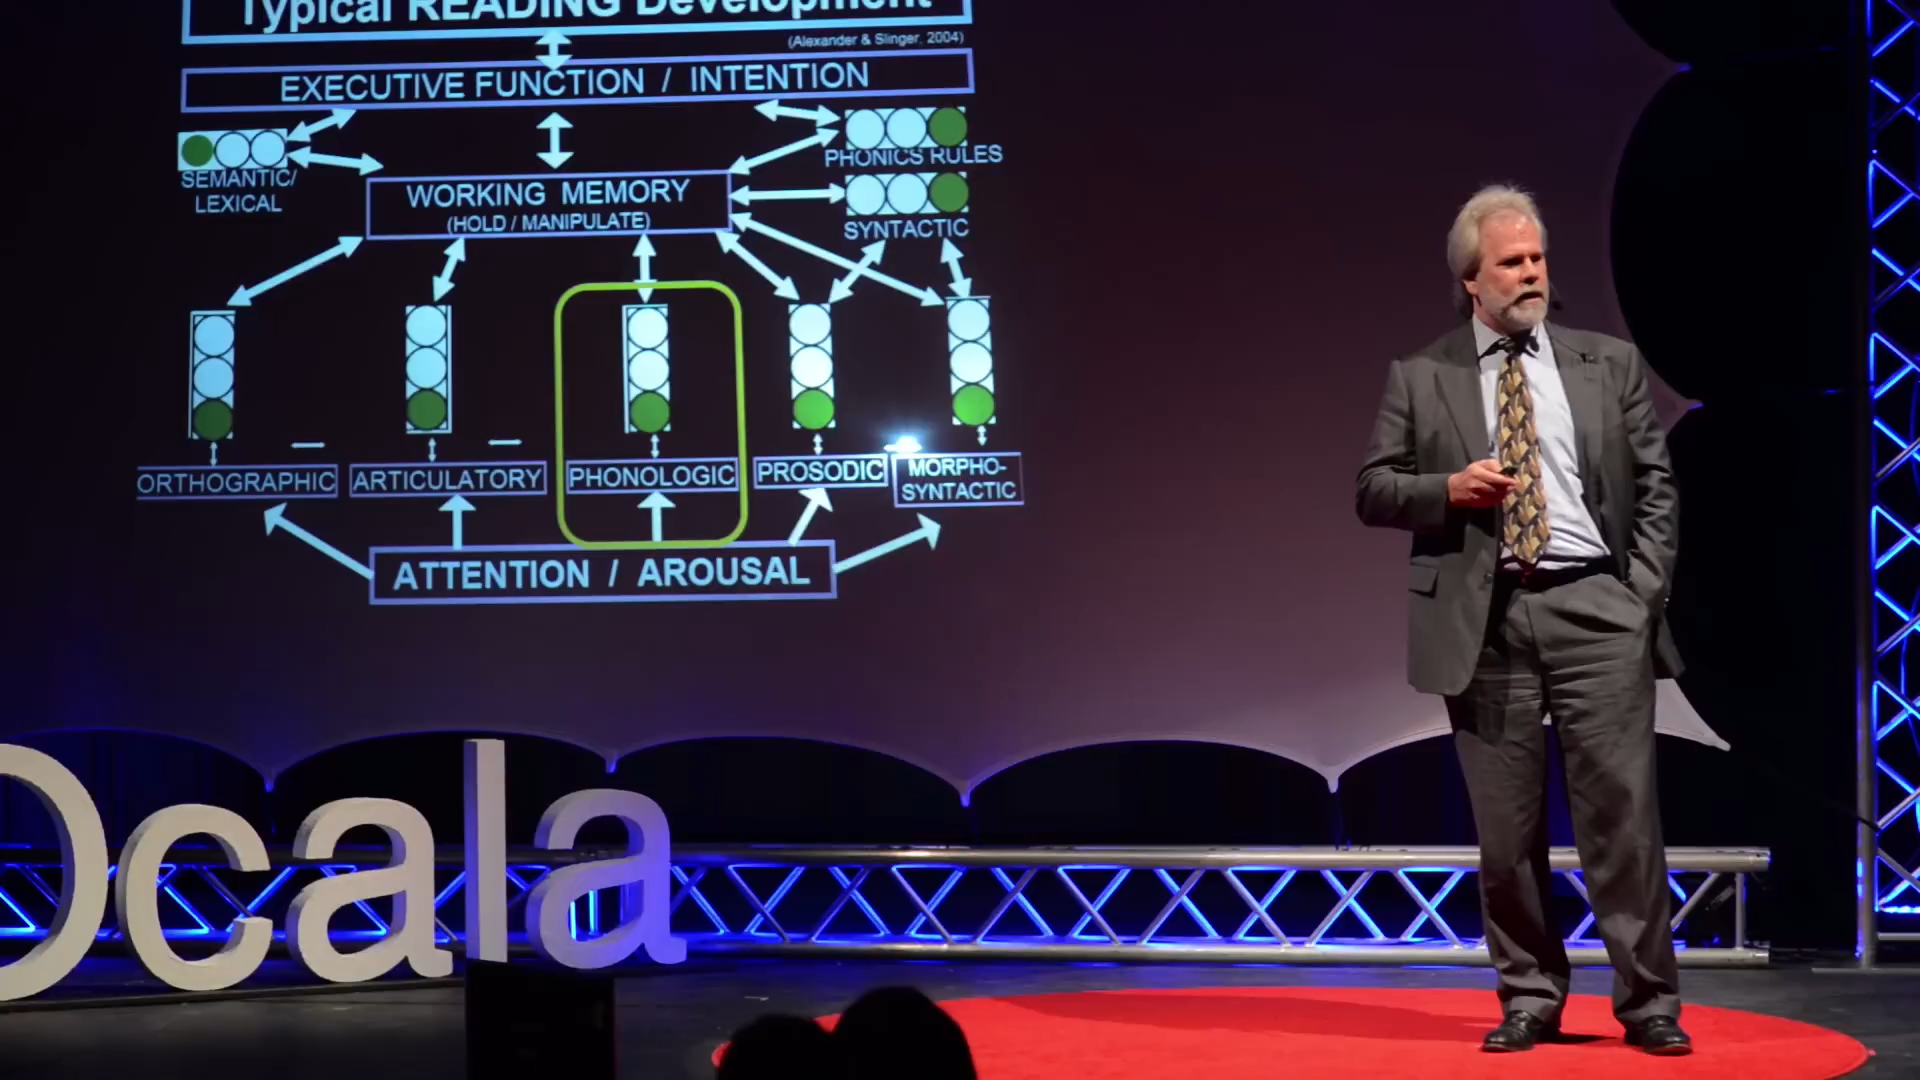 Typical READING Development
(Alexander & Slinger, 2004)
EXECUTIVE FUNCTION / INTENTION
PHONICS RULES
SEMANTIC/
LEXICAL
WORKING MEMORY
(HOLD / MANIPULATE)
SYNTACTIC
ORTHOGRAPHIC
ARTICULATORY
PHONOLOGIC
PROSODIC
MORPHO-
SYNTACTIC
ATTENTION / AROUSAL
Ocala